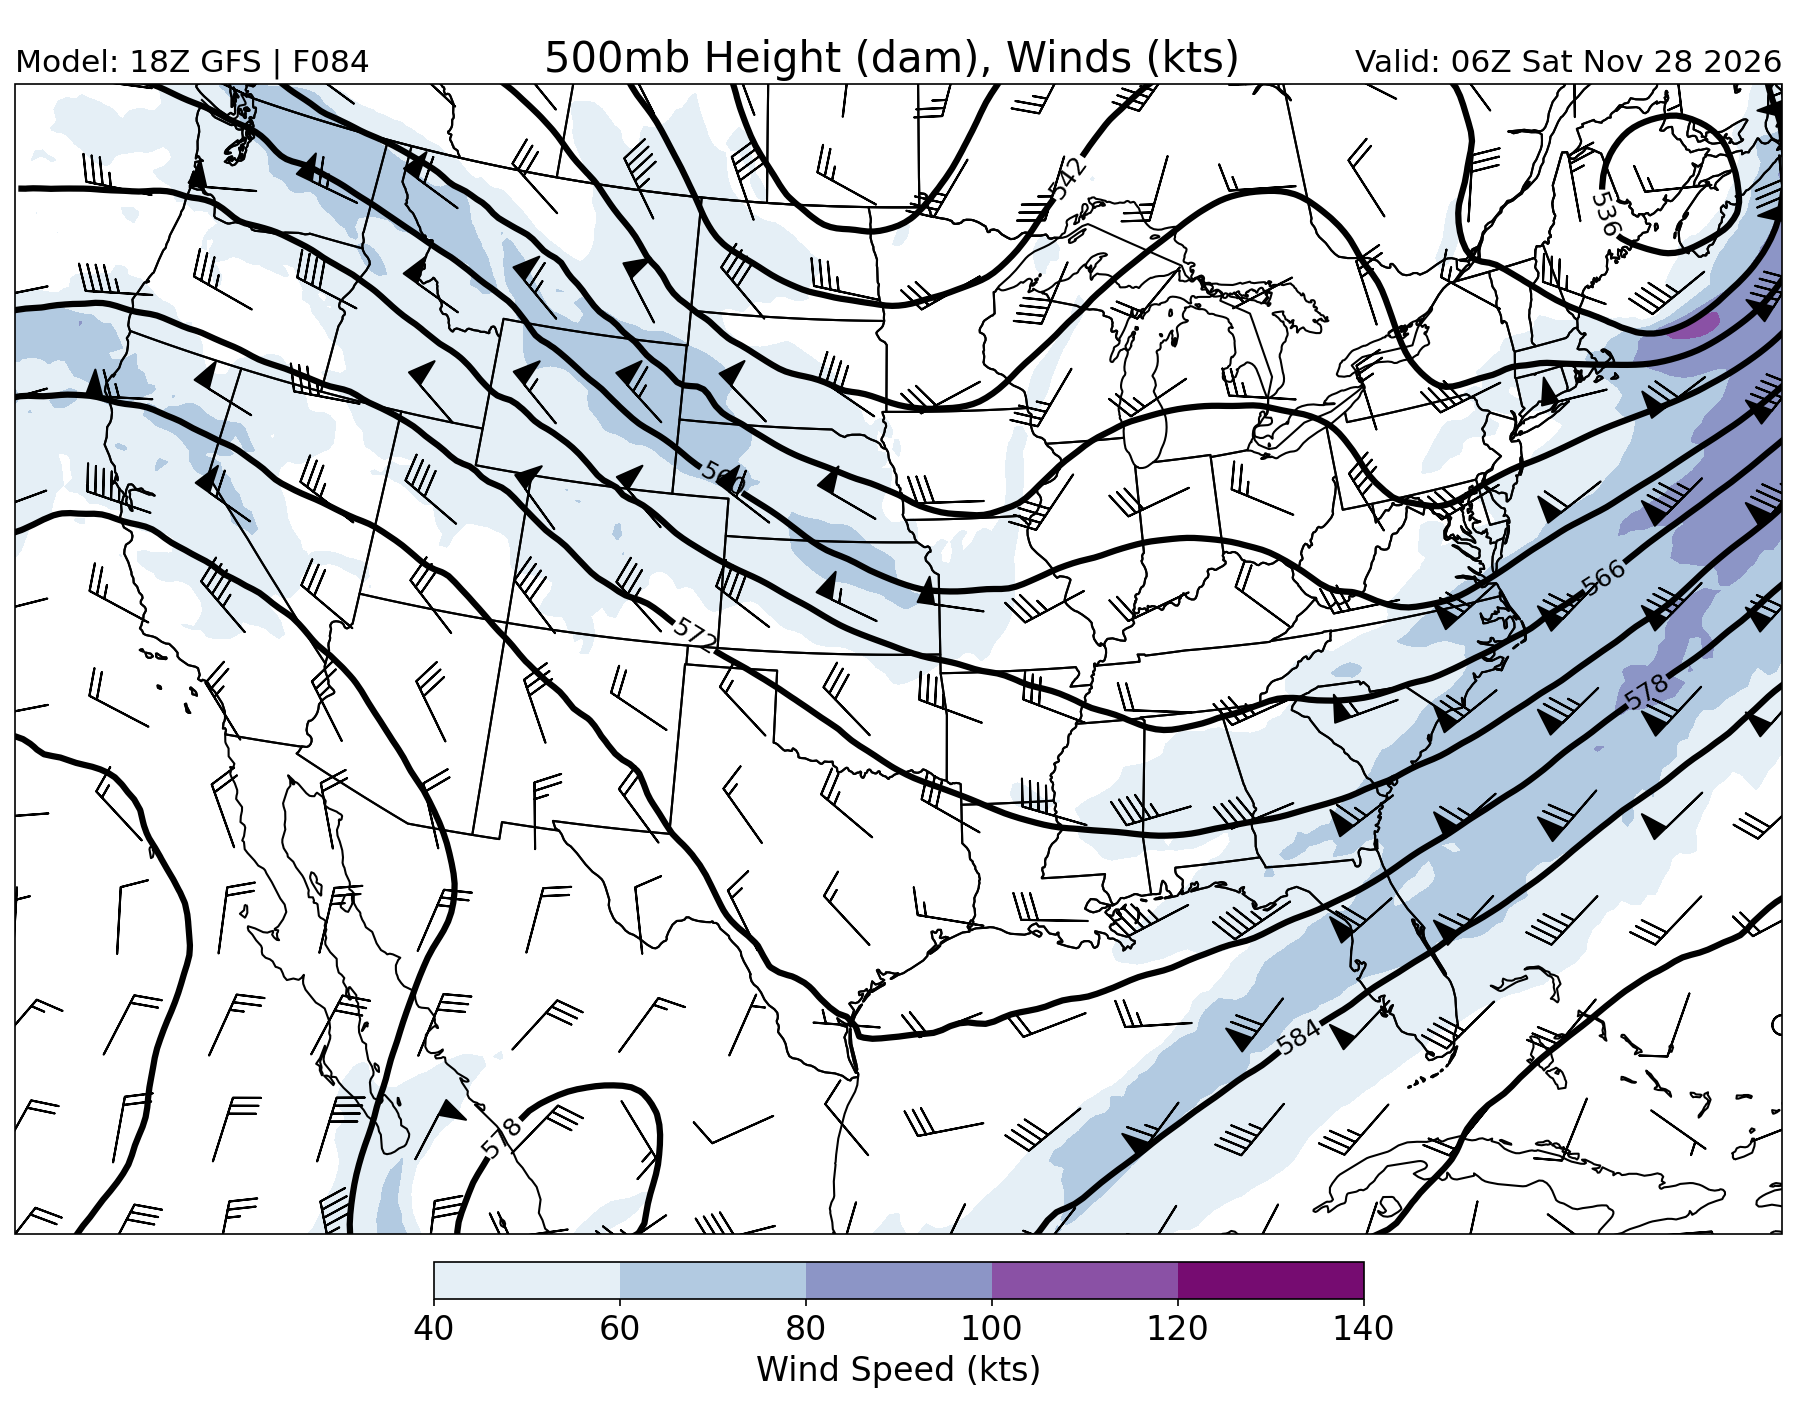 Model: 18Z GFS | F084
500mb Height (dam), Winds (kts)
Valid: 06Z Sat Nov 28 2026
542
536
560
566
572
578
584
578
40 60 80 100 120 140
Wind Speed (kts)